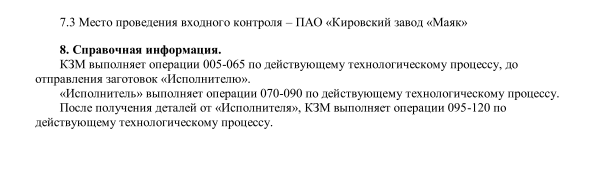 7.3 Место проведения входного контроля – ПАО «Кировский завод «Маяк»
8. Справочная информация.
КЗМ выполняет операции 005-065 по действующему технологическому процессу, до
отправления заготовок «Исполнителю».
«Исполнитель» выполняет операции 070-090 по действующему технологическому процессу.
После получения деталей от «Исполнителя», КЗМ выполняет операции 095-120 по
действующему технологическому процессу.